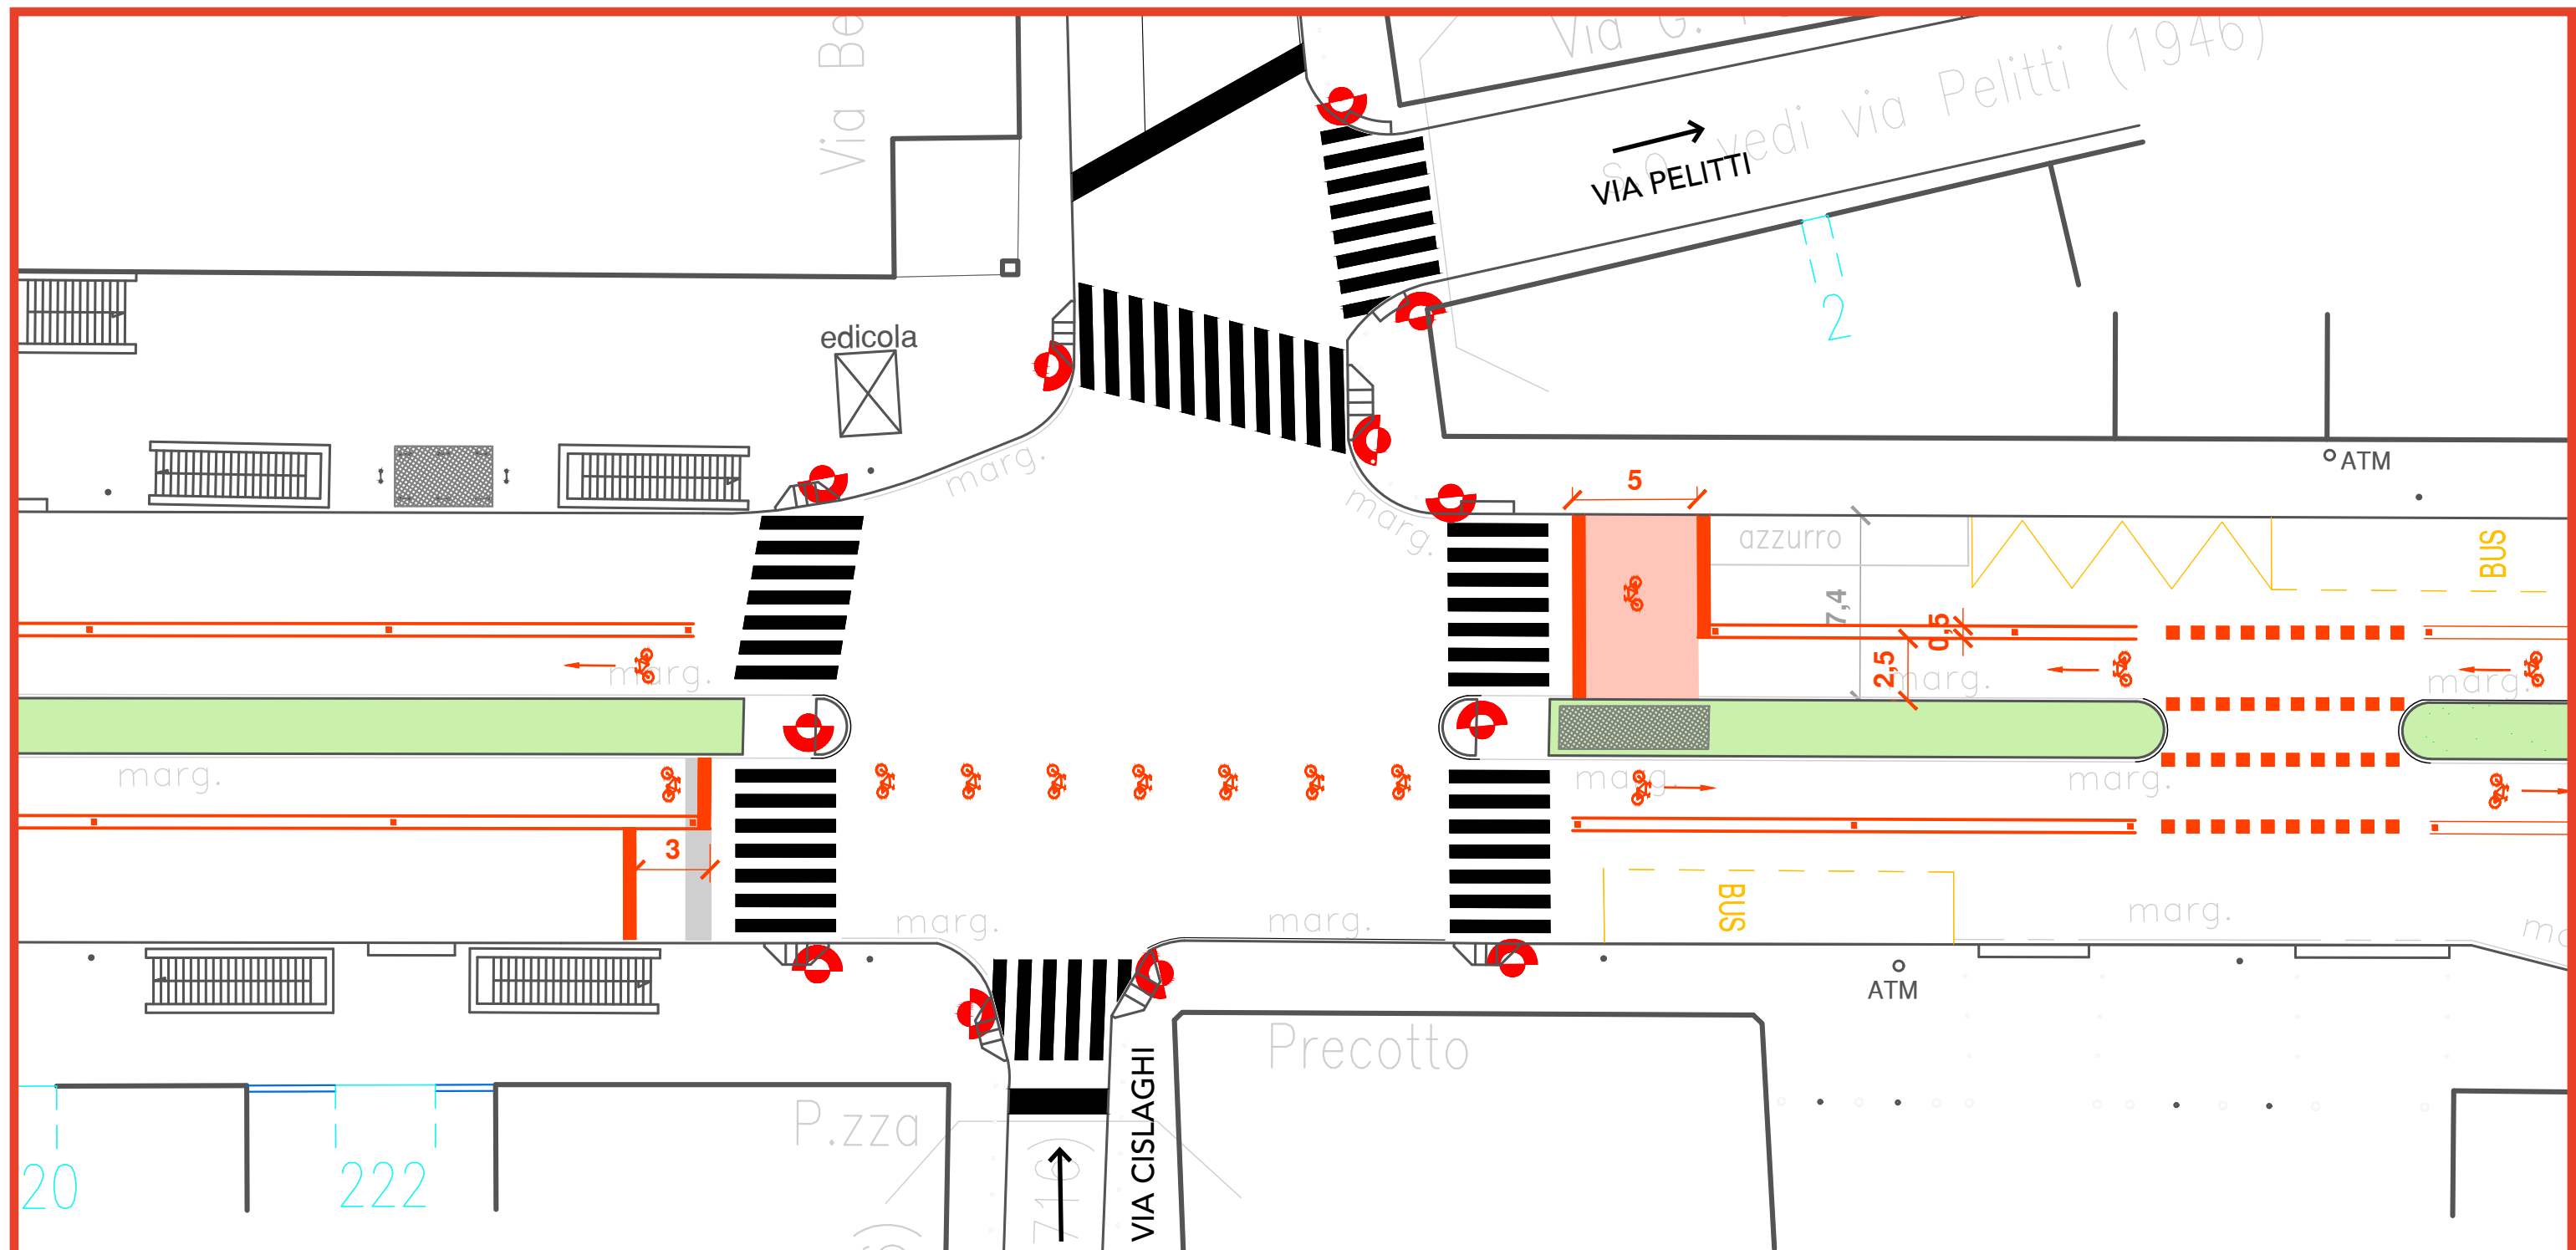 Via Be
Via G.
s.o. vedi via Pelitti (1946)
VIA PELITTI
2
edicola
marg.
marg.
ATM
5
azzurro
7,4
0,5
2,5
BUS
marg.
marg.
marg.
marg.
marg.
marg.
3
BUS
marg.
marg.
marg.
ATM
Precotto
P.zza
VIA CISLAGHI
20
222